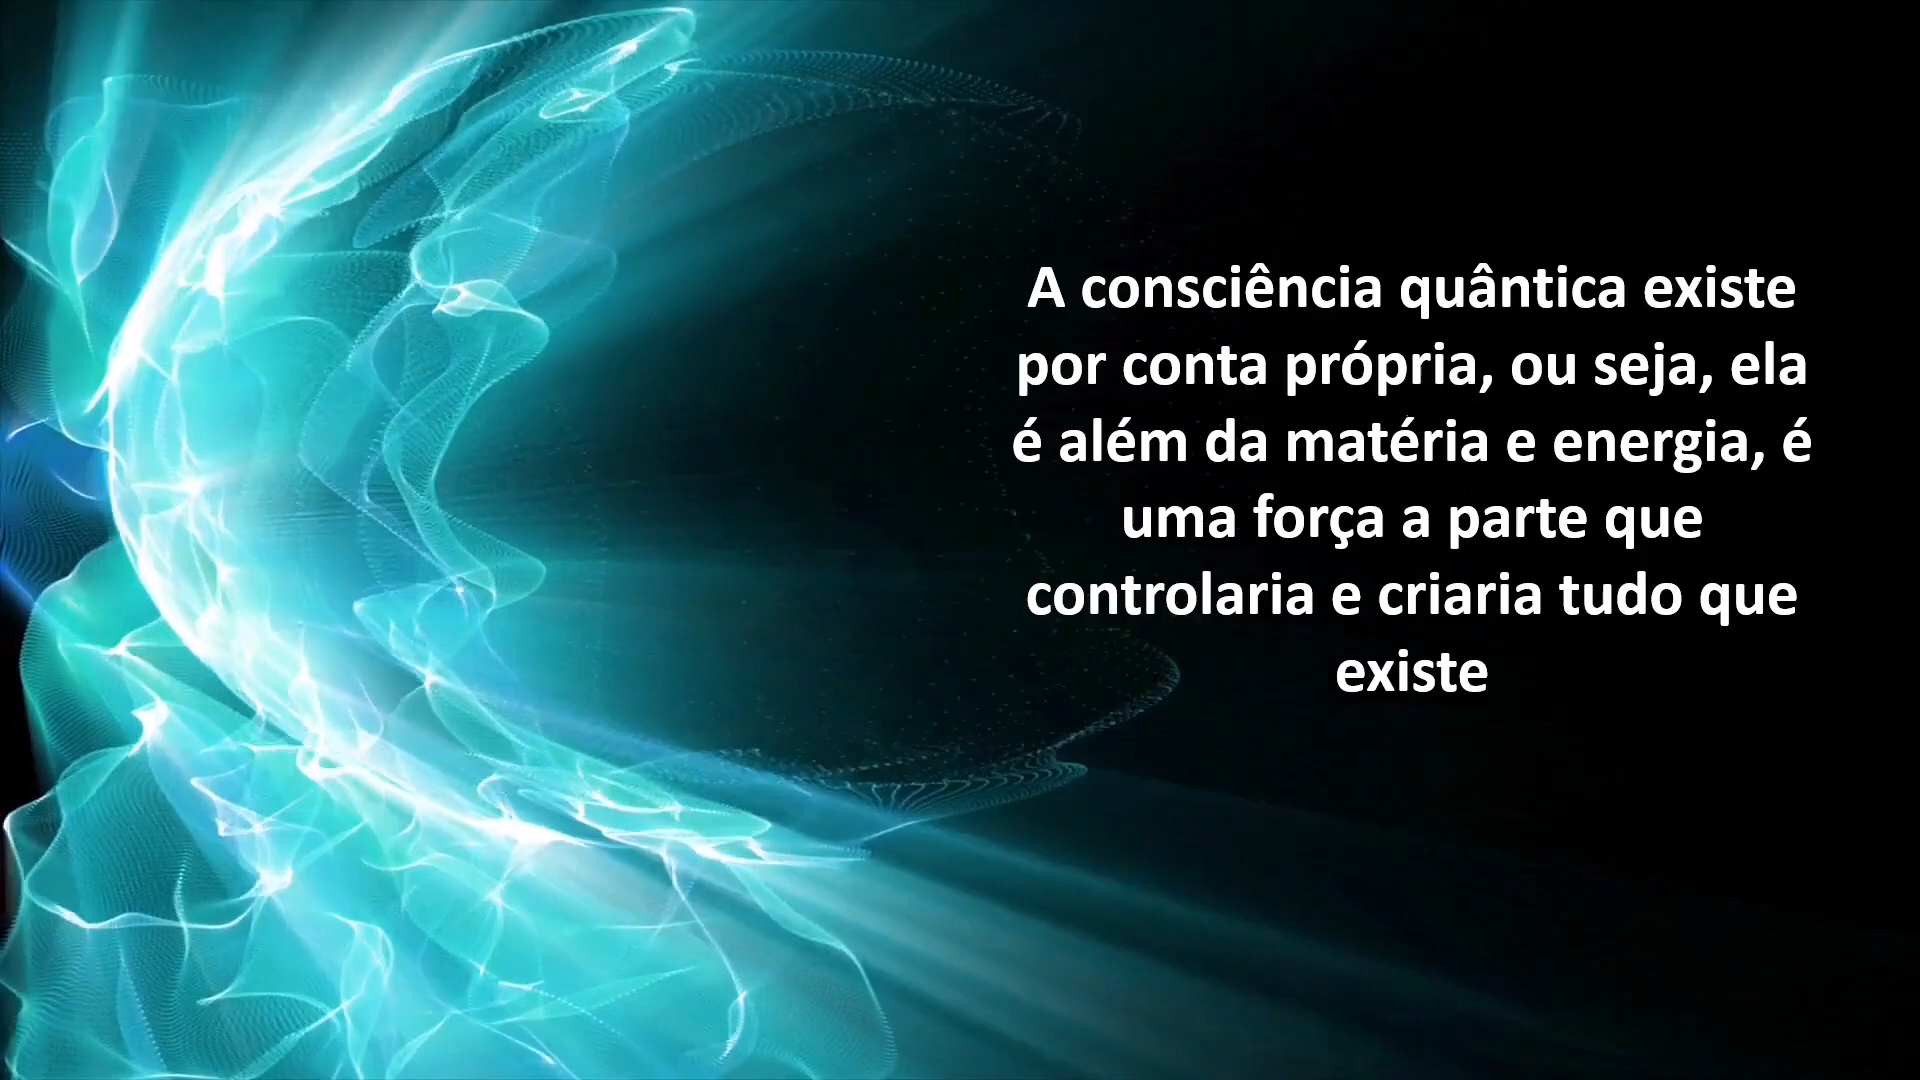 A consciência quântica existe
por conta própria, ou seja, ela
é além da matéria e energia, é
uma força a parte que
controlaria e criaria tudo que
existe